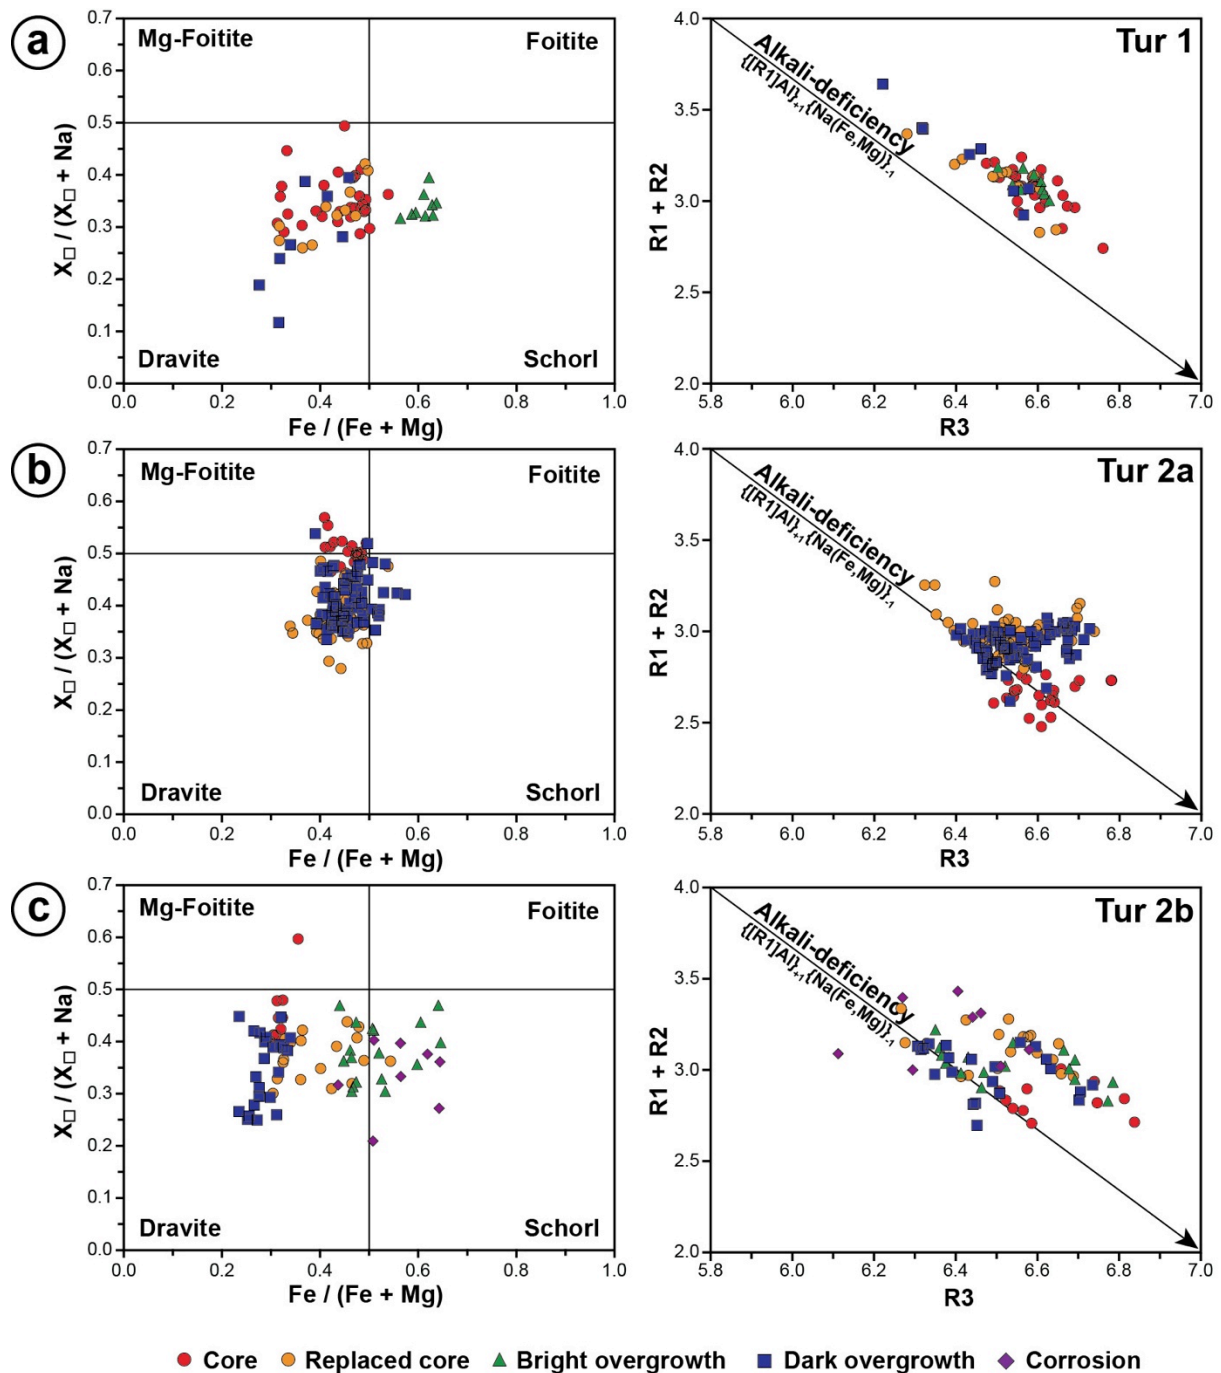 a
0.7
0.6
0.5
0.4
0.3
0.2
0.1
0.0
X□ / (X□ + Na)
Mg-Foitite
Foitite
Dravite
Schorl
0.0 0.2 0.4 0.6 0.8 1.0
Fe / (Fe + Mg)
4.0
3.5
3.0
2.5
2.0
R1 + R2
Tur 1
Alkali-deficiency
{[R1]Al}+1{Na(Fe,Mg)}-1
5.8 6.0 6.2 6.4 6.6 6.8 7.0
R3
b
0.7
0.6
0.5
0.4
0.3
0.2
0.1
0.0
X□ / (X□ + Na)
Mg-Foitite
Foitite
Dravite
Schorl
0.0 0.2 0.4 0.6 0.8 1.0
Fe / (Fe + Mg)
4.0
3.5
3.0
2.5
2.0
R1 + R2
Tur 2a
Alkali-deficiency
{[R1]Al}+1{Na(Fe,Mg)}-1
5.8 6.0 6.2 6.4 6.6 6.8 7.0
R3
c
0.7
0.6
0.5
0.4
0.3
0.2
0.1
0.0
X□ / (X□ + Na)
Mg-Foitite
Foitite
Dravite
Schorl
0.0 0.2 0.4 0.6 0.8 1.0
Fe / (Fe + Mg)
4.0
3.5
3.0
2.5
2.0
R1 + R2
Tur 2b
Alkali-deficiency
{[R1]Al}+1{Na(Fe,Mg)}-1
5.8 6.0 6.2 6.4 6.6 6.8 7.0
R3
Core Replaced core Bright overgrowth Dark overgrowth Corrosion